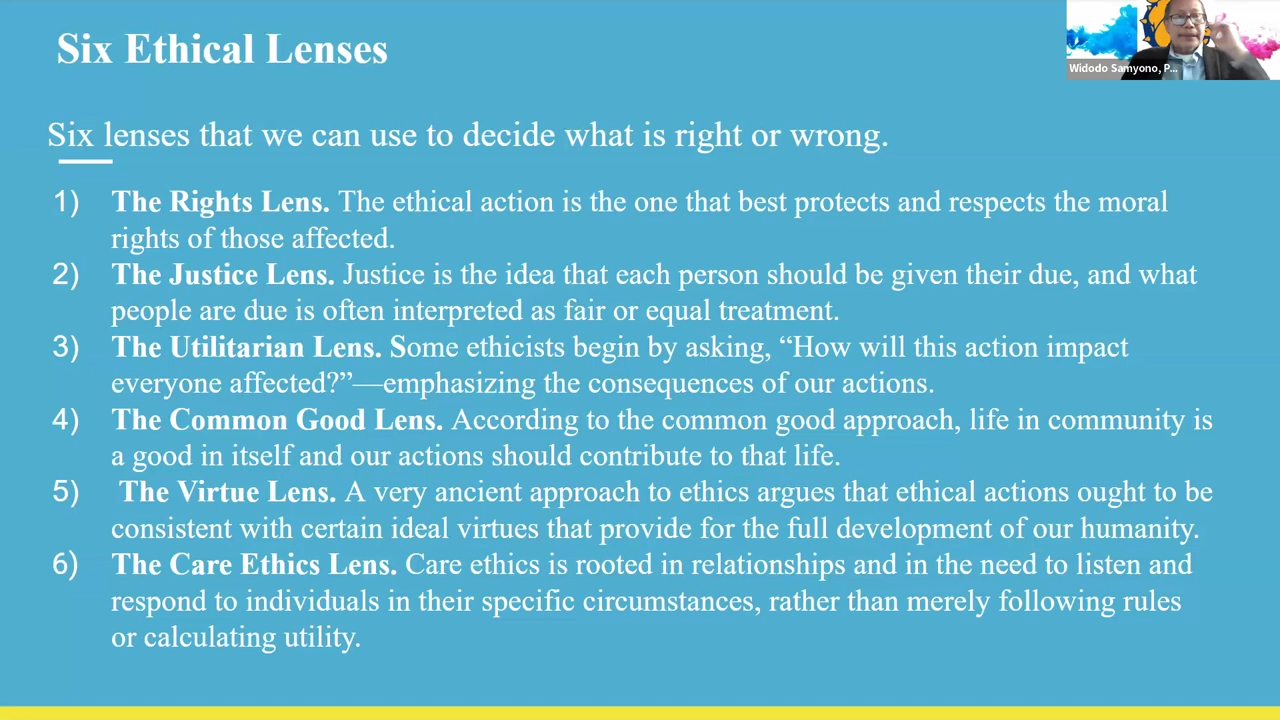 Six Ethical Lenses
Widodo Samyono, P...
Six lenses that we can use to decide what is right or wrong.
1) The Rights Lens. The ethical action is the one that best protects and respects the moral
rights of those affected.
2) The Justice Lens. Justice is the idea that each person should be given their due, and what
people are due is often interpreted as fair or equal treatment.
3) The Utilitarian Lens. Some ethicists begin by asking, “How will this action impact
everyone affected?”—emphasizing the consequences of our actions.
4) The Common Good Lens. According to the common good approach, life in community is
a good in itself and our actions should contribute to that life.
5) The Virtue Lens. A very ancient approach to ethics argues that ethical actions ought to be
consistent with certain ideal virtues that provide for the full development of our humanity.
6) The Care Ethics Lens. Care ethics is rooted in relationships and in the need to listen and
respond to individuals in their specific circumstances, rather than merely following rules
or calculating utility.